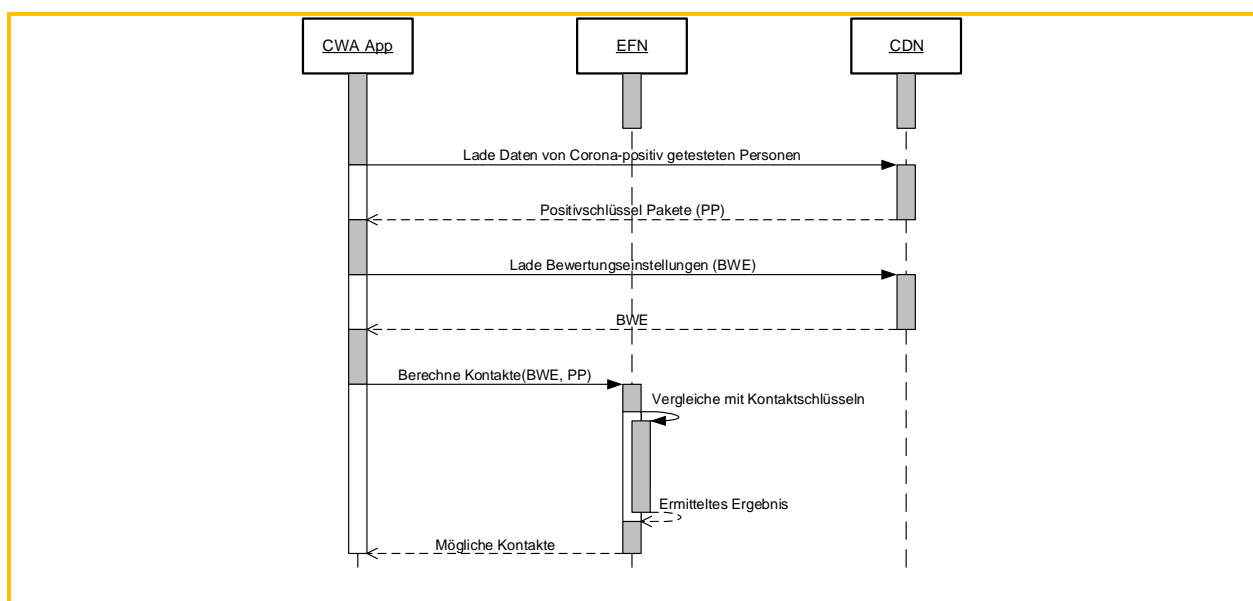 CWA App
EFN
CDN
Lade Daten von Corona-positiv getesteten Personen
Positivschlüssel Pakete (PP)
Lade Bewertungseinstellungen (BWE)
BWE
Berechne Kontakte(BWE, PP)
Vergleiche mit Kontaktschlüsseln
Ermitteltes Ergebnis
Mögliche Kontakte